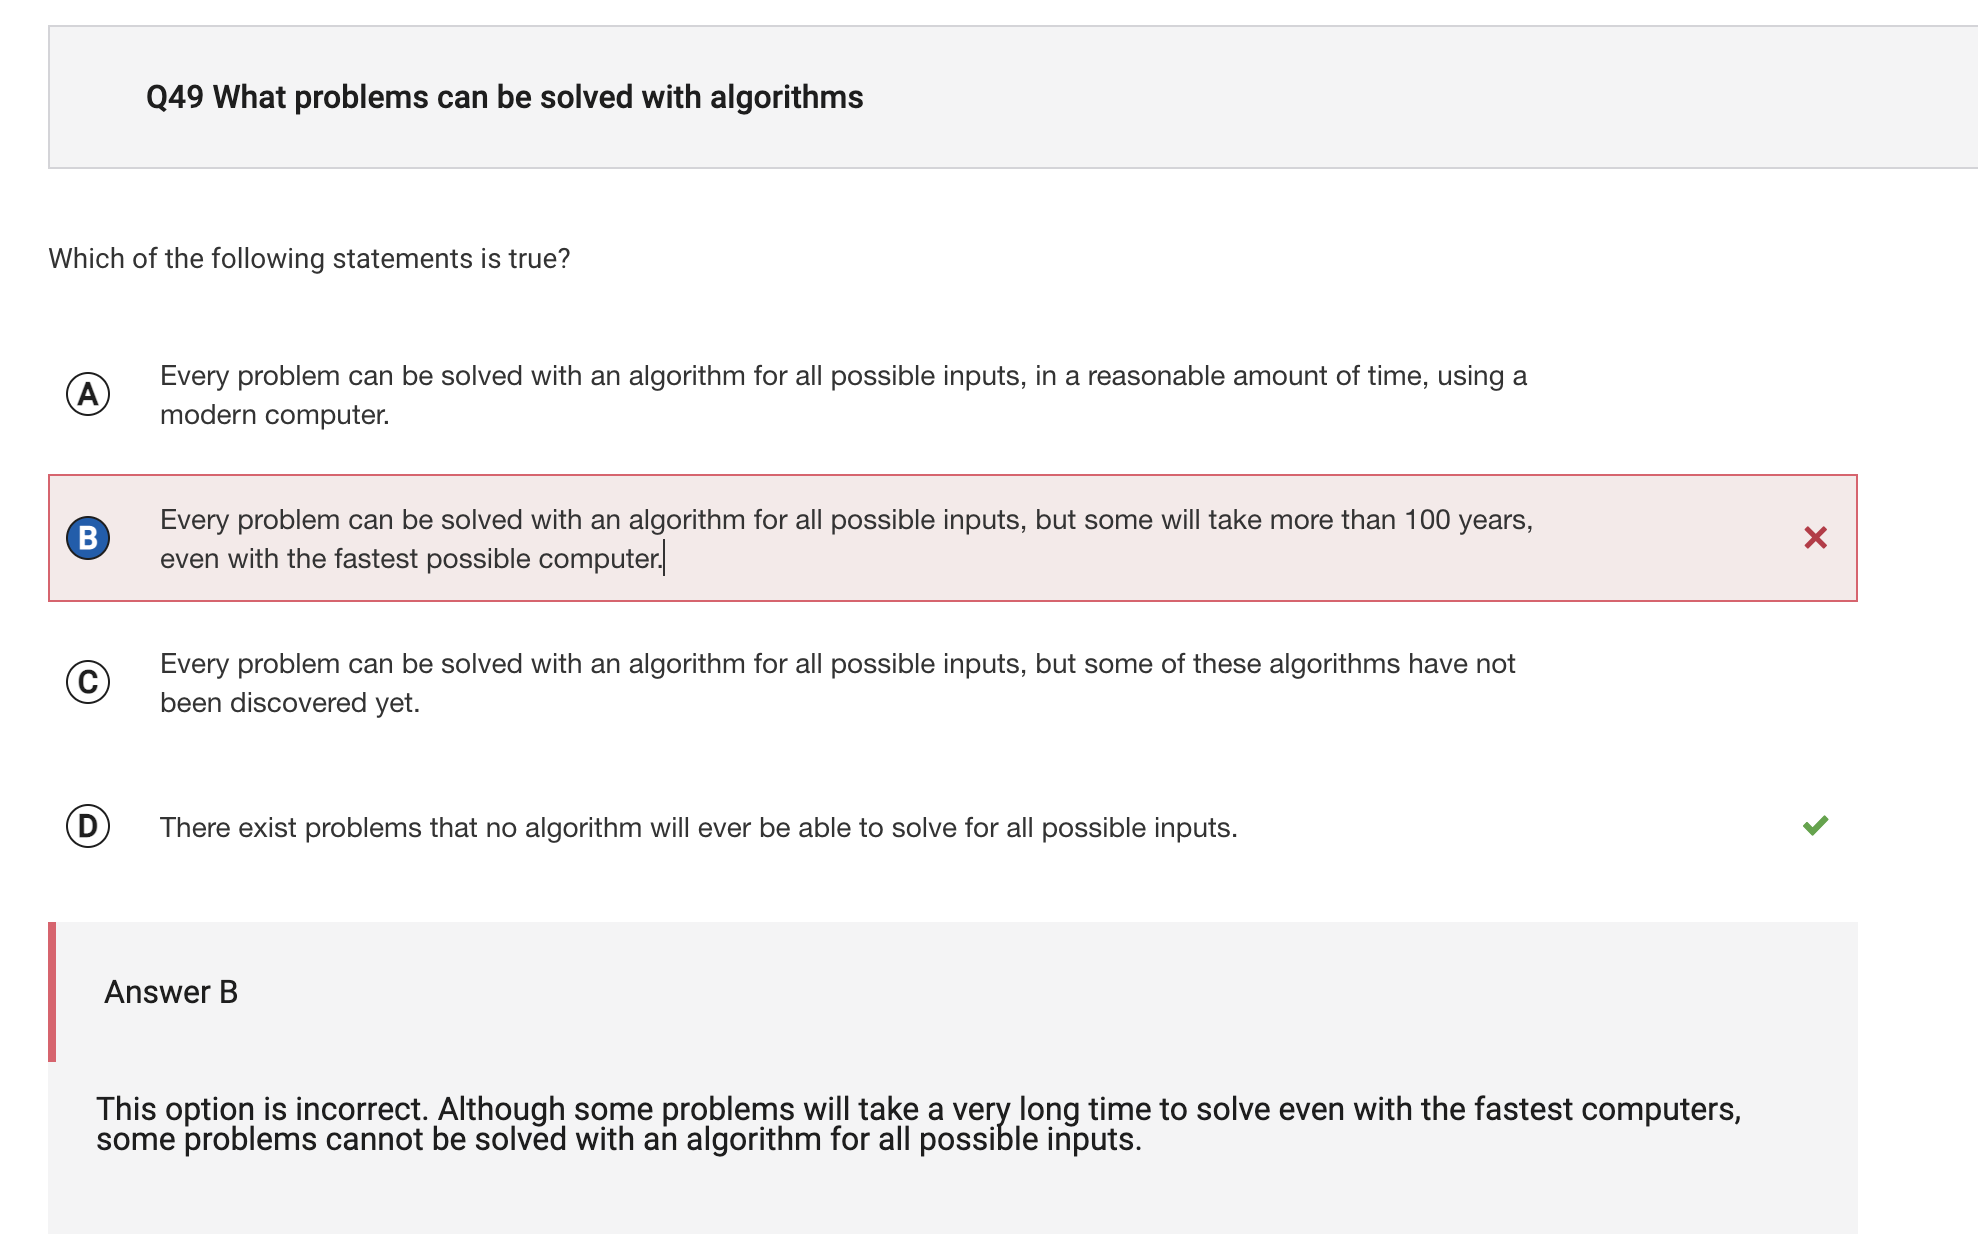 Q49 What problems can be solved with algorithms
Which of the following statements is true?
A
Every problem can be solved with an algorithm for all possible inputs, in a reasonable amount of time, using a
modern computer.
B
Every problem can be solved with an algorithm for all possible inputs, but some will take more than 100 years,
even with the fastest possible computer.
C
Every problem can be solved with an algorithm for all possible inputs, but some of these algorithms have not
been discovered yet.
D
There exist problems that no algorithm will ever be able to solve for all possible inputs.
Answer B
This option is incorrect. Although some problems will take a very long time to solve even with the fastest computers,
some problems cannot be solved with an algorithm for all possible inputs.